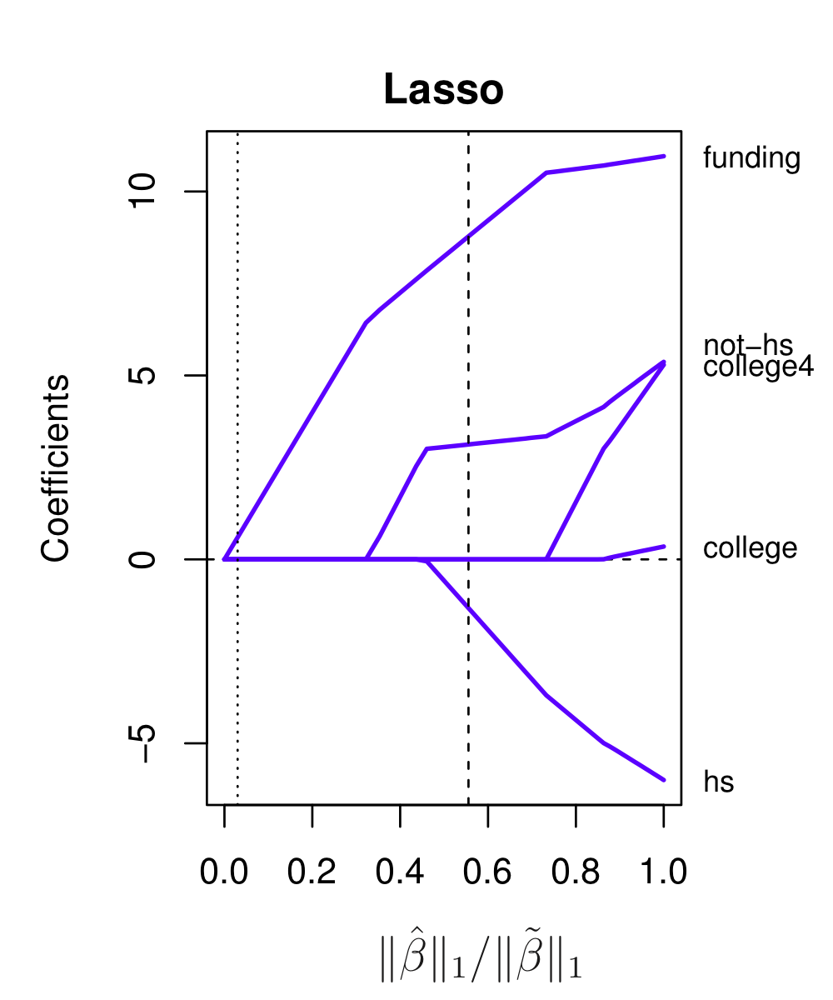 Lasso
Coefficients
10
5
0
−5
funding
not−hs
college4
college
hs
0.0 0.2 0.4 0.6 0.8 1.0
‖β̂‖₁/‖β̃‖₁